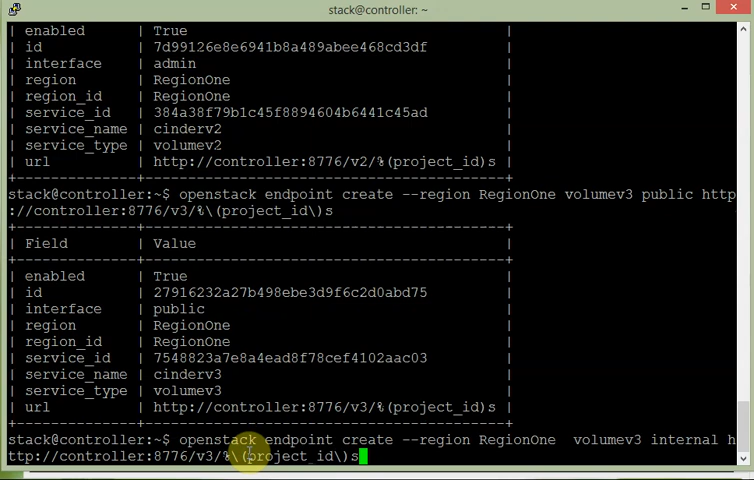 stack@controller: ~
| enabled | True |
| id | 7d99126e8e6941b8a489abee468cd3df |
| interface | admin |
| region | RegionOne |
| region_id | RegionOne |
| service_id | 384a38f79b1c45f8894604b6441c45ad |
| service_name | cinderv2 |
| service_type | volumev2 |
| url | http://controller:8776/v2/%(project_id)s |
+--------------+------------------------------------------+
stack@controller:~$ openstack endpoint create --region RegionOne volumev3 public http
://controller:8776/v3/%\(project_id\)s
+--------------+------------------------------------------+
| Field | Value |
+--------------+------------------------------------------+
| enabled | True |
| id | 27916232a27b498ebe3d9f6c2d0abd75 |
| interface | public |
| region | RegionOne |
| region_id | RegionOne |
| service_id | 7548823a7e8a4ead8f78cef4102aac03 |
| service_name | cinderv3 |
| service_type | volumev3 |
| url | http://controller:8776/v3/%(project_id)s |
+--------------+------------------------------------------+
stack@controller:~$ openstack endpoint create --region RegionOne  volumev3 internal h
ttp://controller:8776/v3/%\(project_id\)s